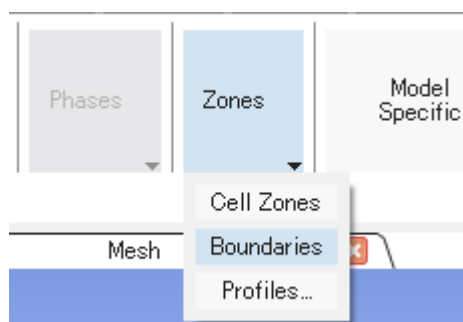 Phases
Zones
Model
Specific
Cell Zones
Mesh
Boundaries
Profiles...